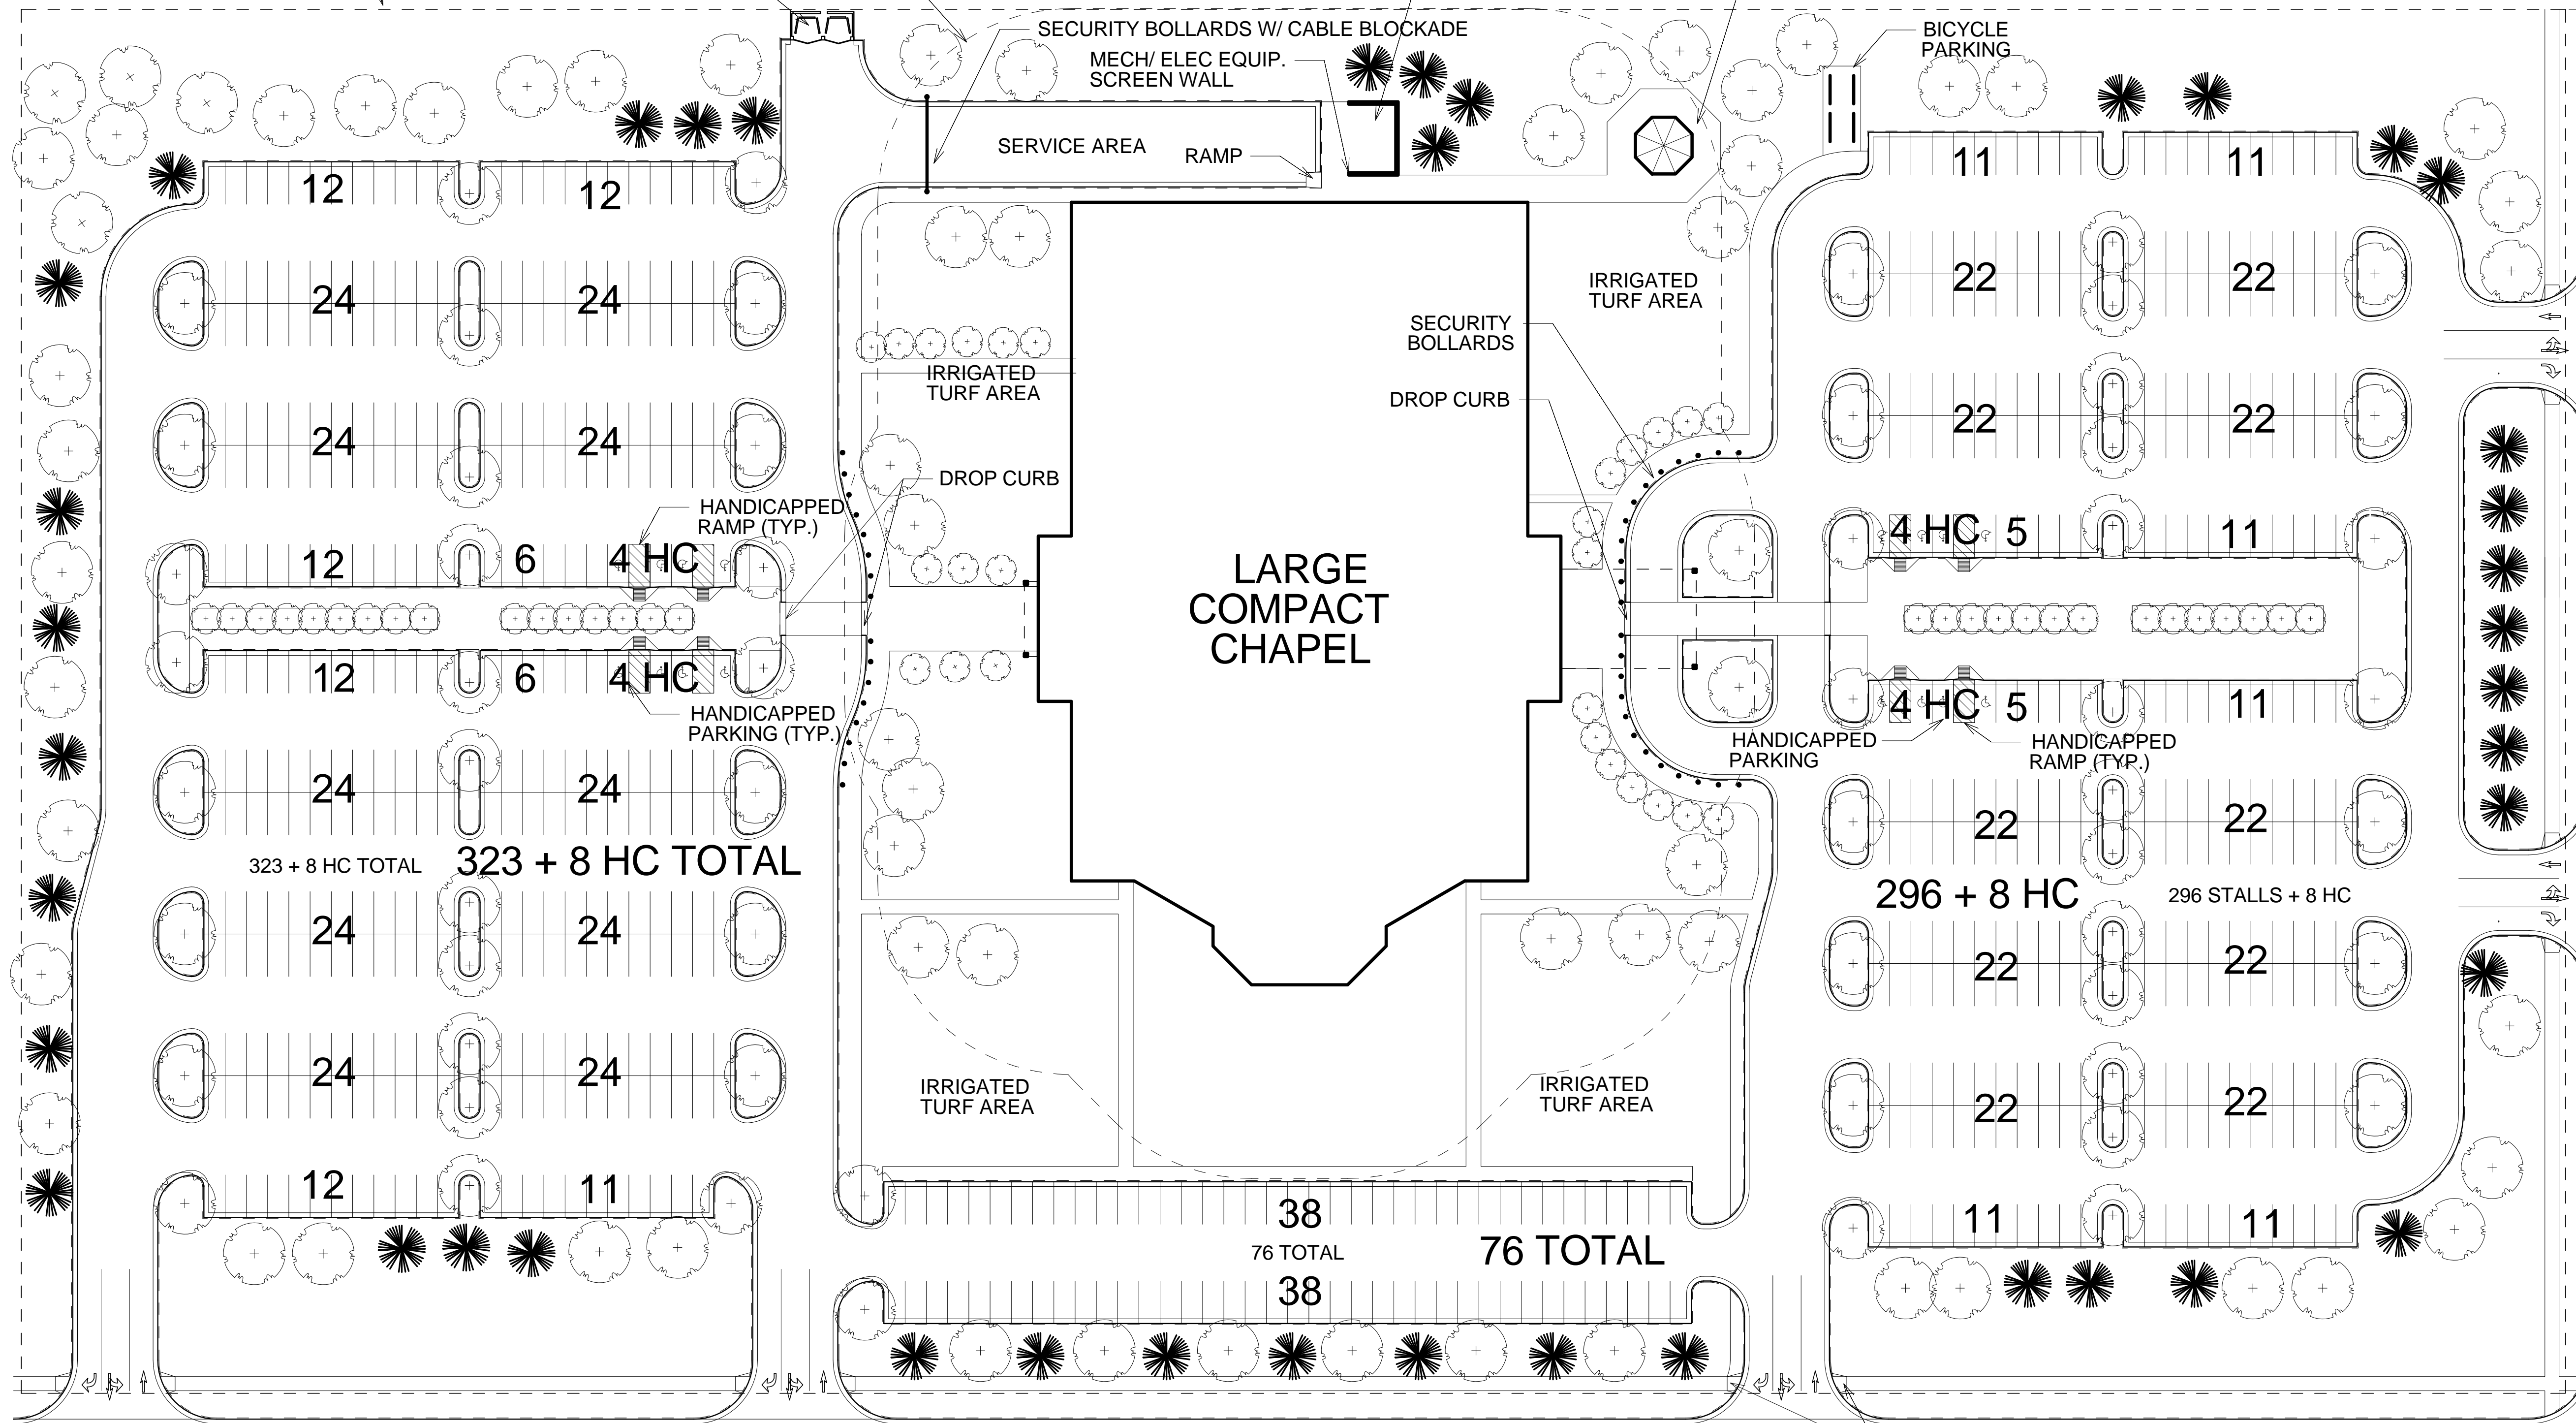 SECURITY BOLLARDS W/ CABLE BLOCKADE
MECH/ ELEC EQUIP.
SCREEN WALL
BICYCLE
PARKING
SERVICE AREA
RAMP
12
12
11
11
24
24
IRRIGATED
TURF AREA
22
22
SECURITY
BOLLARDS
IRRIGATED
TURF AREA
DROP CURB
24
24
22
22
DROP CURB
HANDICAPPED
RAMP (TYP.)
12
6
4 HC
4 HC
5
11
LARGE
COMPACT
CHAPEL
12
6
4 HC
4 HC
5
11
HANDICAPPED
PARKING (TYP.)
HANDICAPPED
PARKING
HANDICAPPED
RAMP (TYP.)
24
24
22
22
323 + 8 HC TOTAL
323 + 8 HC TOTAL
296 + 8 HC
296 STALLS + 8 HC
24
24
22
22
24
24
IRRIGATED
TURF AREA
IRRIGATED
TURF AREA
22
22
12
11
38
11
11
76 TOTAL
76 TOTAL
38